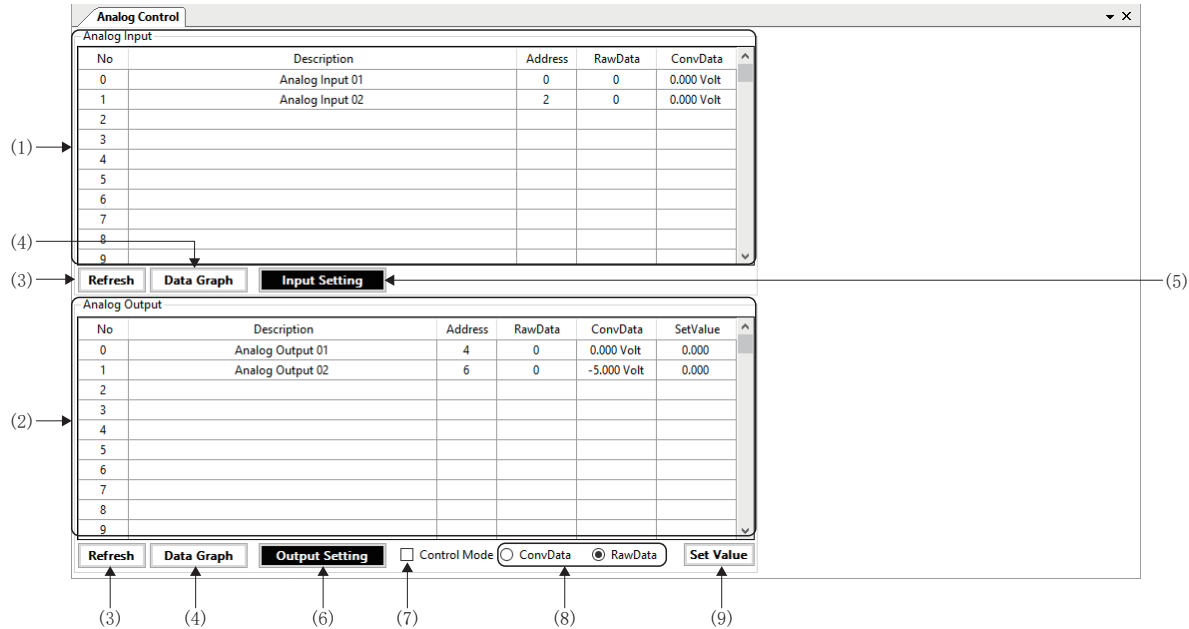 Analog Control
Analog Input
No Description Address RawData ConvData
0 Analog Input 01 0 0 0.000 Volt
1 Analog Input 02 2 0 0.000 Volt
2
3
(1)
4
5
6
7
8
(4)
9
(3) Refresh Data Graph Input Setting (5)
Analog Output
No Description Address RawData ConvData SetValue
0 Analog Output 01 4 0 0.000 Volt 0.000
1 Analog Output 02 6 0 -5.000 Volt 0.000
2
3
(2)
4
5
6
7
8
9
Refresh Data Graph Output Setting Control Mode ConvData RawData Set Value
(3) (4) (6) (7) (8) (9)